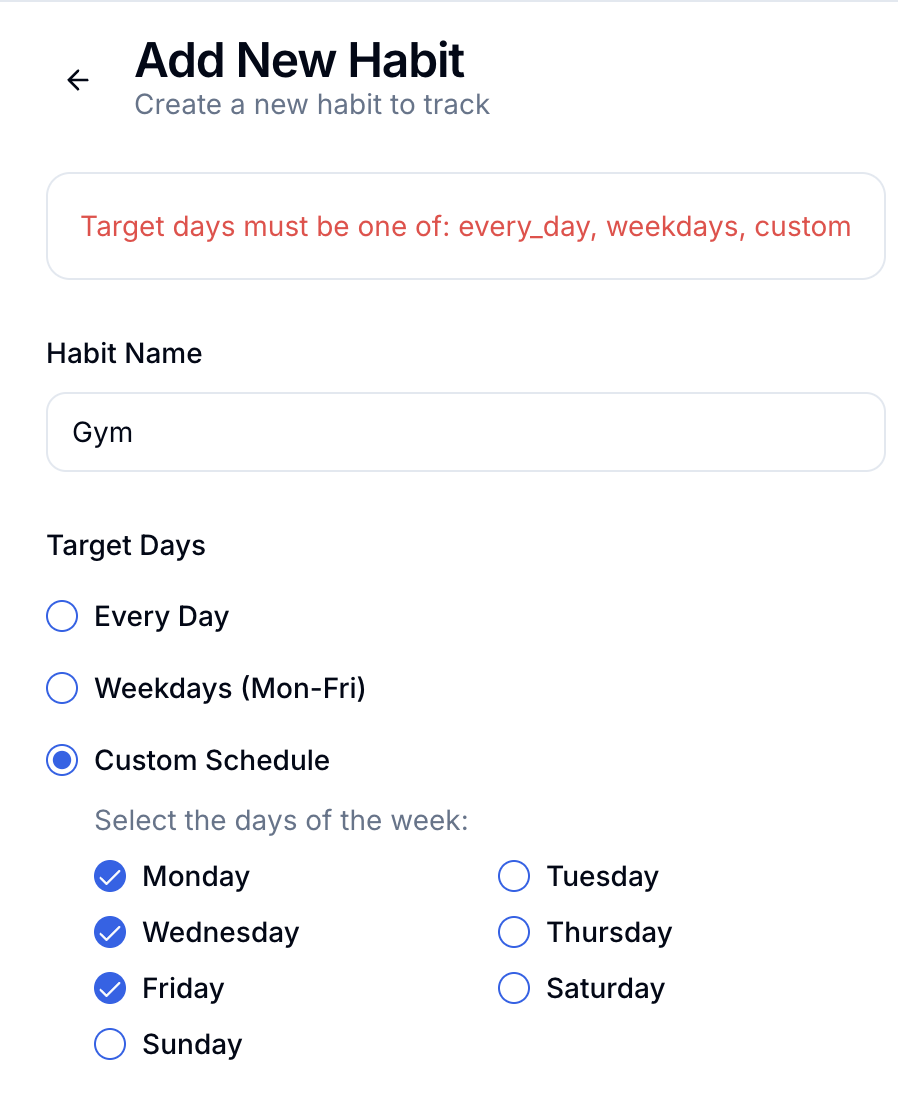 Add New Habit
Create a new habit to track
Target days must be one of: every_day, weekdays, custom
Habit Name
Gym
Target Days
Every Day
Weekdays (Mon-Fri)
Custom Schedule
Select the days of the week:
Monday
Tuesday
Wednesday
Thursday
Friday
Saturday
Sunday